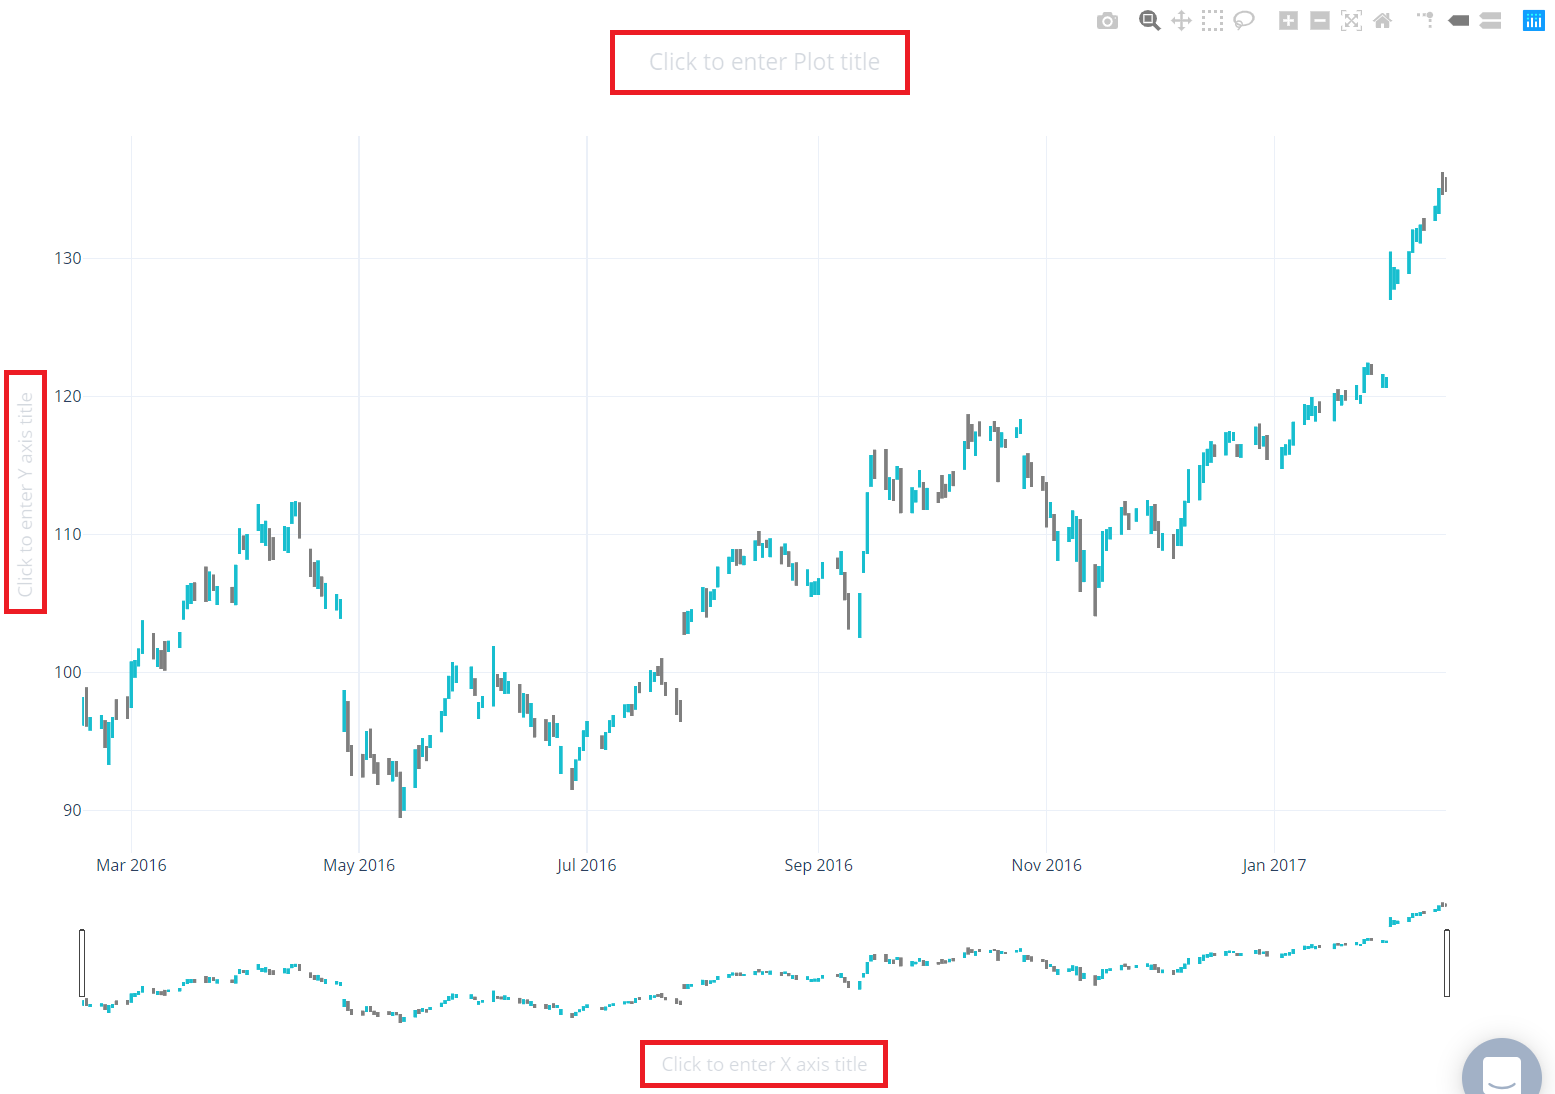 Click to enter Plot title
130
120
110
100
90
Click to enter Y axis title
Mar 2016
May 2016
Jul 2016
Sep 2016
Nov 2016
Jan 2017
Click to enter X axis title